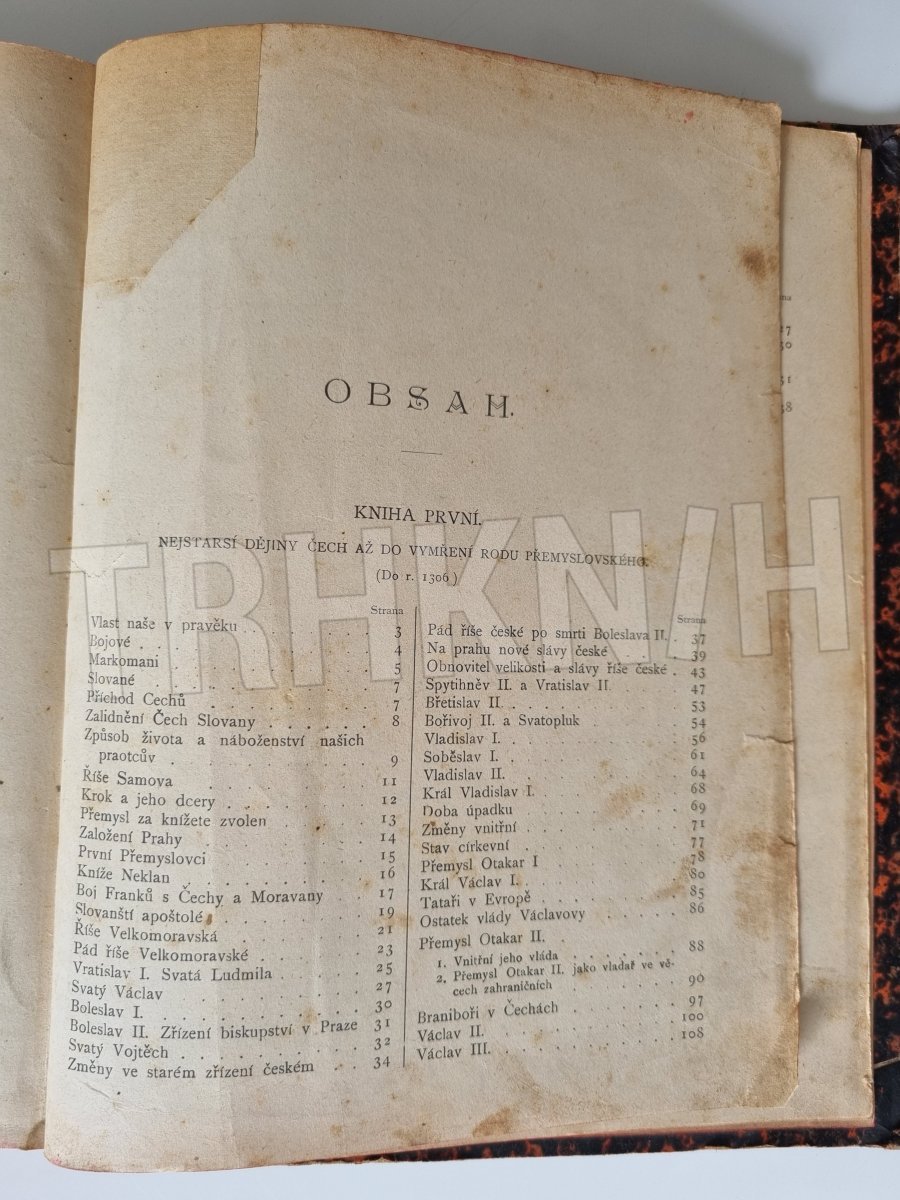 OBSAH.
KNIHA PRVNÍ.
NEJSTARSÍ DĚJINY ČECH AŽ DO VYMŘENÍ RODU PŘEMYSLOVSKÉHO.
(Do r. 1306)
Strana
Vlast naše v pravěku . . . . . . . 3
Bojové . . . . . . . . . . . 4
Markomani . . . . . . . . . . 5
Slované . . . . . . . . . . . 7
Příchod Cechů . . . . . . . . . 7
Zalidnění Čech Slovany . . . . . . 8
Způsob života a náboženství našich
praotcův . . . . . . . . . . 9
Říše Samova . . . . . . . . . 11
Krok a jeho dcery . . . . . . . . 12
Přemysl za knížete zvolen . . . . . 13
Založení Prahy . . . . . . . . . 14
První Přemyslovci . . . . . . . . 15
Kníže Neklan . . . . . . . . . 16
Boj Franků s Čechy a Moravany . . . 17
Slovanští apoštolé . . . . . . . . 19
Říše Velkomoravská . . . . . . . 21
Pád říše Velkomoravské . . . . . . 23
Vratislav I. Svatá Ludmila . . . . . 25
Svatý Václav . . . . . . . . . 27
Boleslav I. . . . . . . . . . . 30
Boleslav II. Zřízení biskupství v Praze 31
Svatý Vojtěch . . . . . . . . . 32
Změny ve starém zřízení českém . . 34
Strana
Pád říše české po smrti Boleslava II. . 37
Na prahu nové slávy české . . . . . 39
Obnovitel velikosti a slávy říše české . 43
Spytihněv II. a Vratislav II. . . . . 47
Břetislav II. . . . . . . . . . . 53
Bořivoj II. a Svatopluk . . . . . . 54
Vladislav I. . . . . . . . . . . 56
Soběslav I. . . . . . . . . . . 61
Vladislav II. . . . . . . . . . . 64
Král Vladislav I. . . . . . . . . 68
Doba úpadku . . . . . . . . . 69
Změny vnitřní . . . . . . . . . 71
Stav církevní . . . . . . . . . 77
Přemysl Otakar I . . . . . . . . 78
Král Václav I. . . . . . . . . . 80
Tataři v Evropě . . . . . . . . 85
Ostatek vlády Václavovy . . . . . 86
Přemysl Otakar II. .
1. Vnitřní jeho vláda . . . . . . . 88
2. Přemysl Otakar II. jako vladař ve vě-
cech zahraničních . . . . . . . 96
Braniboři v Čechách . . . . . . . 97
Václav II. . . . . . . . . . . 100
Václav III. . . . . . . . . . . 108
TRHKNIH